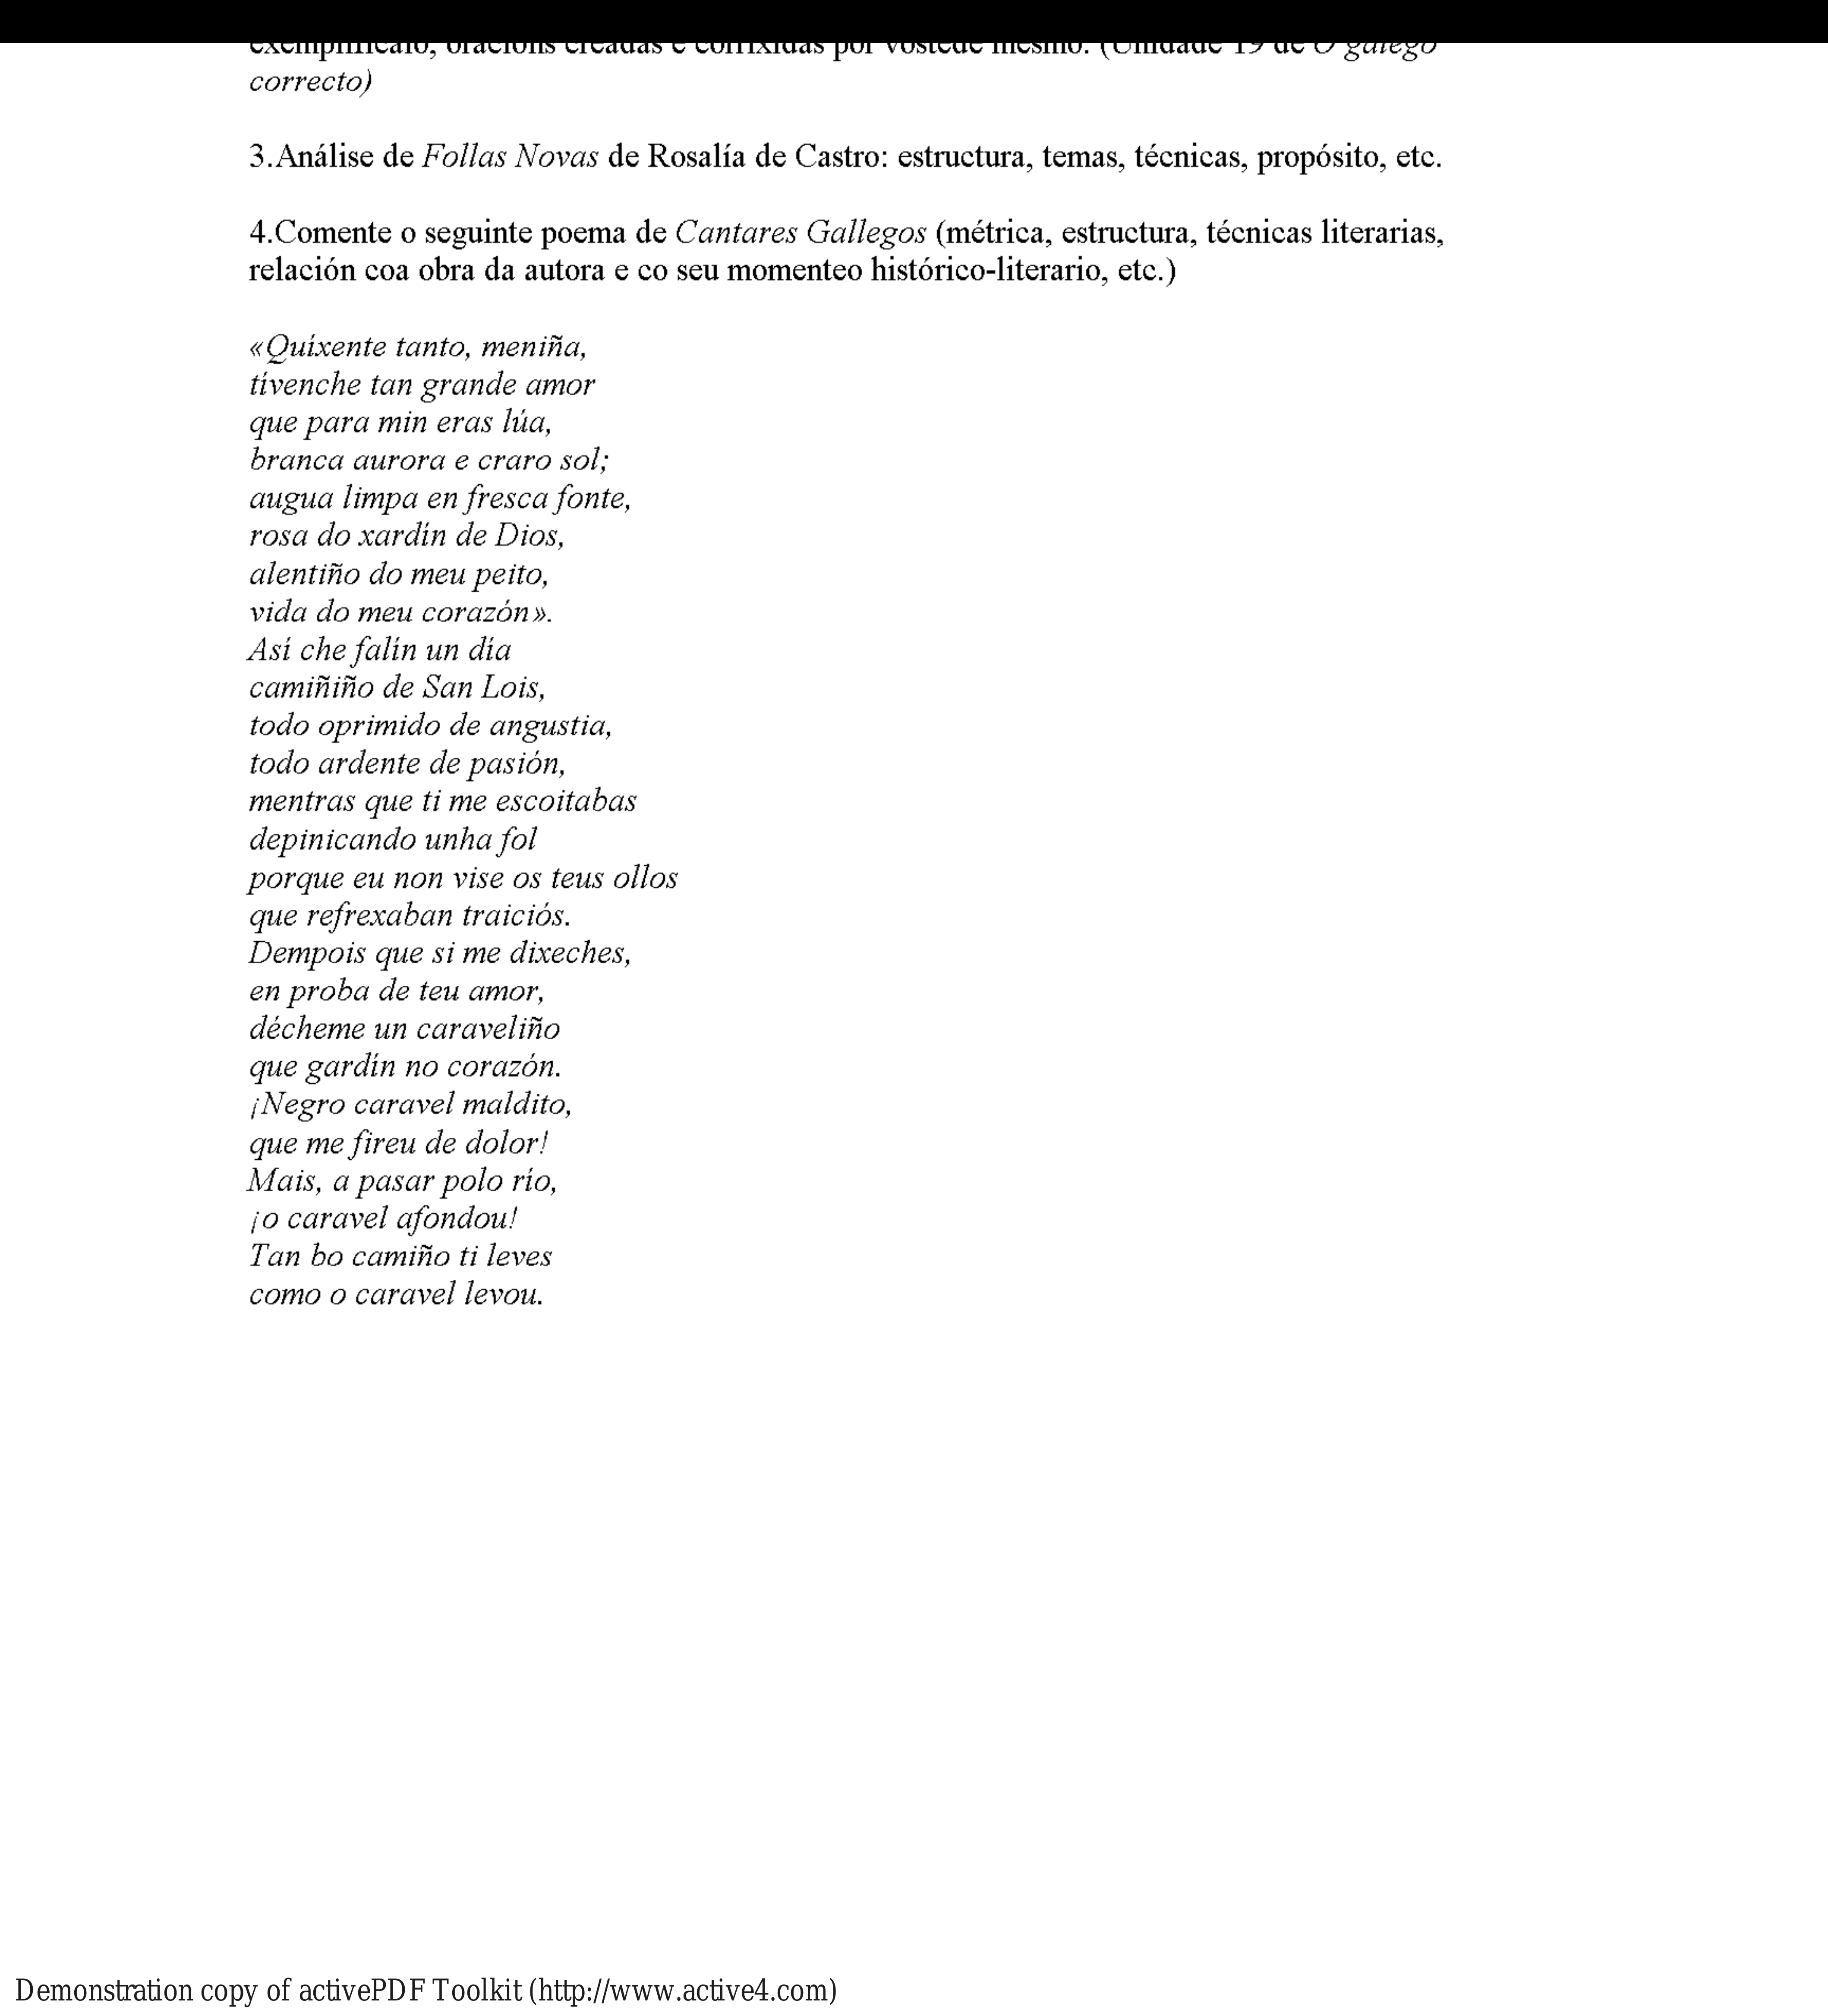 exemplificalo, oracións creadas e corrixidas por vostede mesmo. (Unidade 19 de O galego
correcto)
3.Análise de Follas Novas de Rosalía de Castro: estructura, temas, técnicas, propósito, etc.
4.Comente o seguinte poema de Cantares Gallegos (métrica, estructura, técnicas literarias,
relación coa obra da autora e co seu momenteo histórico-literario, etc.)
«Quíxente tanto, meniña,
tívenche tan grande amor
que para min eras lúa,
branca aurora e craro sol;
augua limpa en fresca fonte,
rosa do xardín de Dios,
alentiño do meu peito,
vida do meu corazón».
Así che falín un día
camiñiño de San Lois,
todo oprimido de angustia,
todo ardente de pasión,
mentras que ti me escoitabas
depinicando unha fol
porque eu non vise os teus ollos
que refrexaban traiciós.
Dempois que si me dixeches,
en proba de teu amor,
décheme un caraveliño
que gardín no corazón.
¡Negro caravel maldito,
que me fireu de dolor!
Mais, a pasar polo río,
¡o caravel afondou!
Tan bo camiño ti leves
como o caravel levou.
Demonstration copy of activePDF Toolkit (http://www.active4.com)